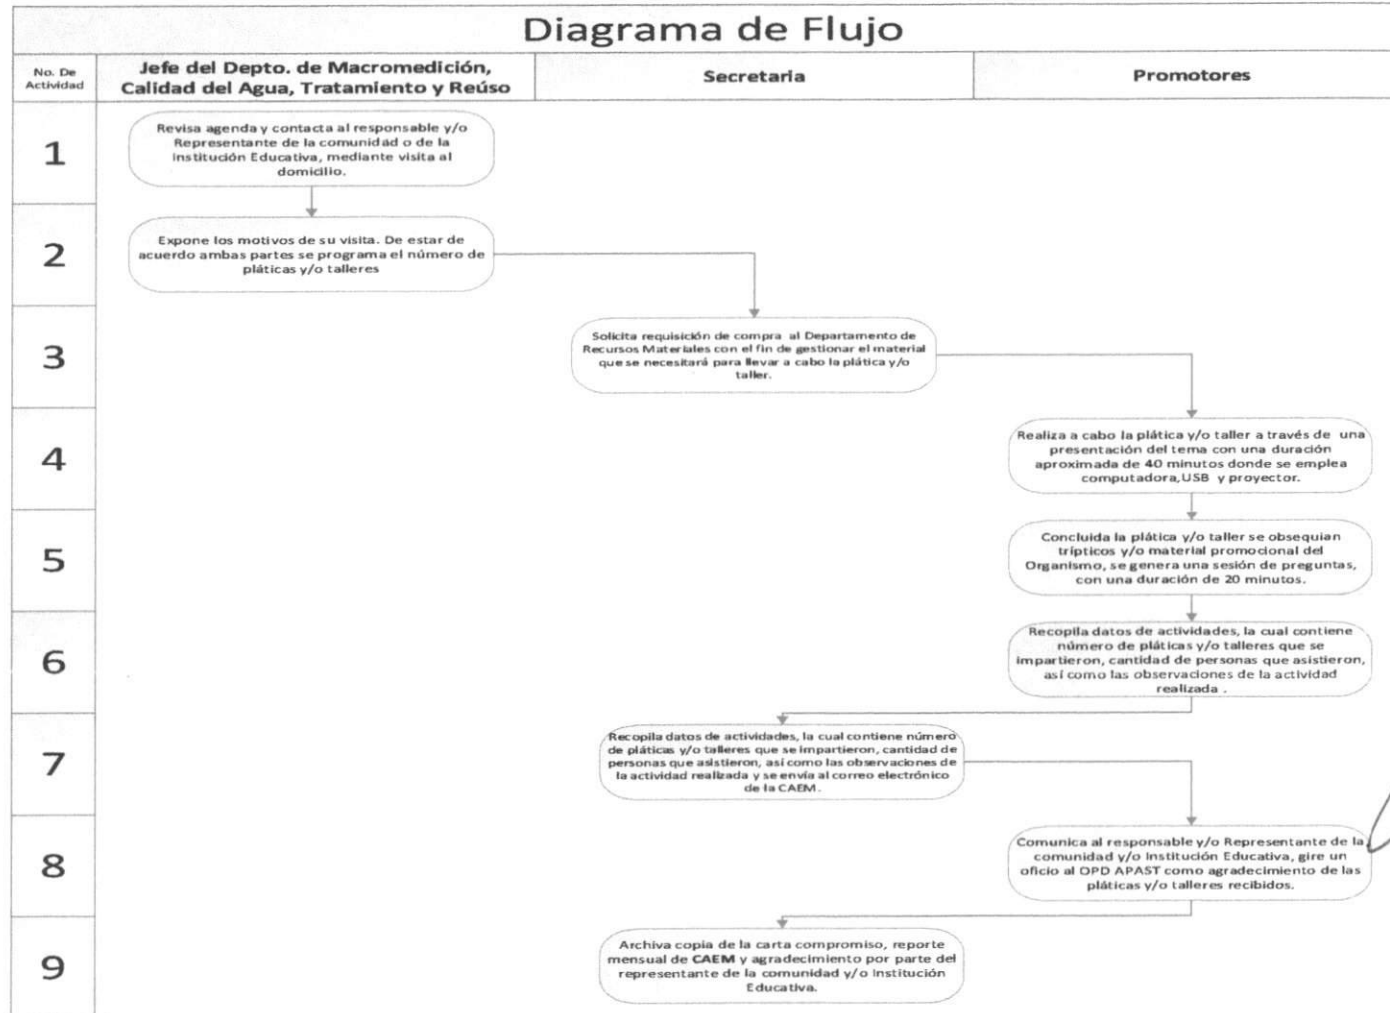 Diagrama de Flujo
No. De
Actividad
Jefe del Depto. de Macromedición,
Calidad del Agua, Tratamiento y Reúso
Secretaria
Promotores
1
Revisa agenda y contacta al responsable y/o
Representante de la comunidad o de la
Institución Educativa, mediante visita al
domicilio.
2
Expone los motivos de su visita. De estar de
acuerdo ambas partes se programa el número de
pláticas y/o talleres
3
Solicita requisición de compra al Departamento de
Recursos Materiales con el fin de gestionar el material
que se necesitará para llevar a cabo la plática y/o
taller.
4
Realiza a cabo la plática y/o taller a través de una
presentación del tema con una duración
aproximada de 40 minutos donde se emplea
computadora,USB y proyector.
5
Concluida la plática y/o taller se obsequian
trípticos y/o material promocional del
Organismo, se genera una sesión de preguntas,
con una duración de 20 minutos.
6
Recopila datos de actividades, la cual contiene
número de pláticas y/o talleres que se
impartieron, cantidad de personas que asistieron,
así como las observaciones de la actividad
realizada .
7
Recopila datos de actividades, la cual contiene número
de pláticas y/o talleres que se impartieron, cantidad de
personas que asistieron, así como las observaciones de
la actividad realizada y se envía al correo electrónico
de la CAEM.
8
Comunica al responsable y/o Representante de la
comunidad y/o Institución Educativa, gire un
oficio al OPD APAST como agradecimiento de las
pláticas y/o talleres recibidos.
9
Archiva copia de la carta compromiso, reporte
mensual de CAEM y agradecimiento por parte del
representante de la comunidad y/o Institución
Educativa.